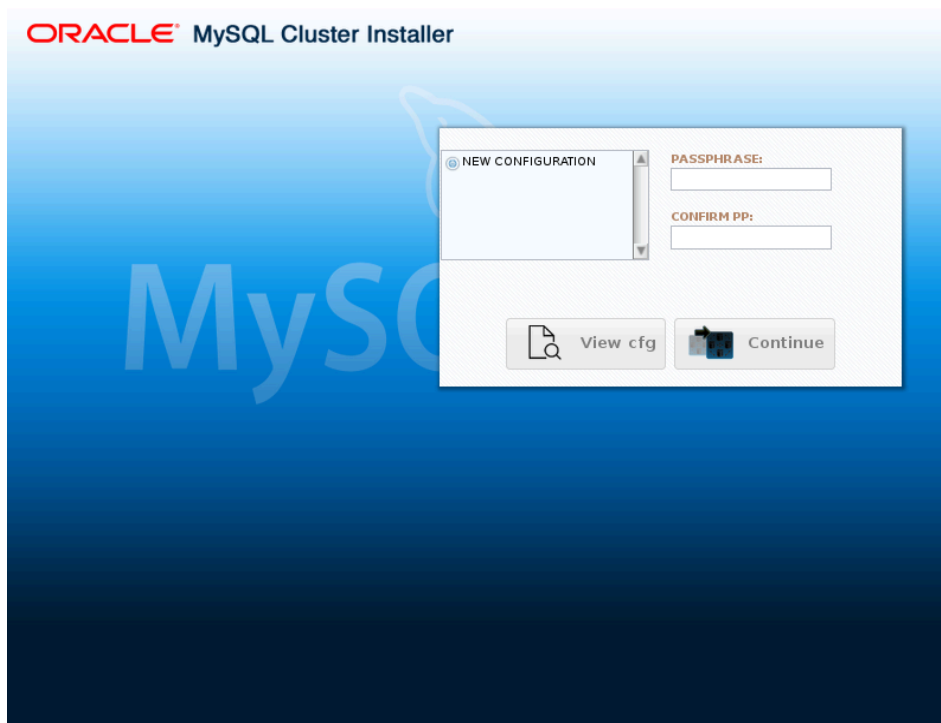 ORACLE MySQL Cluster Installer
NEW CONFIGURATION
PASSPHRASE:
CONFIRM PP:
MySQ
View cfg
Continue